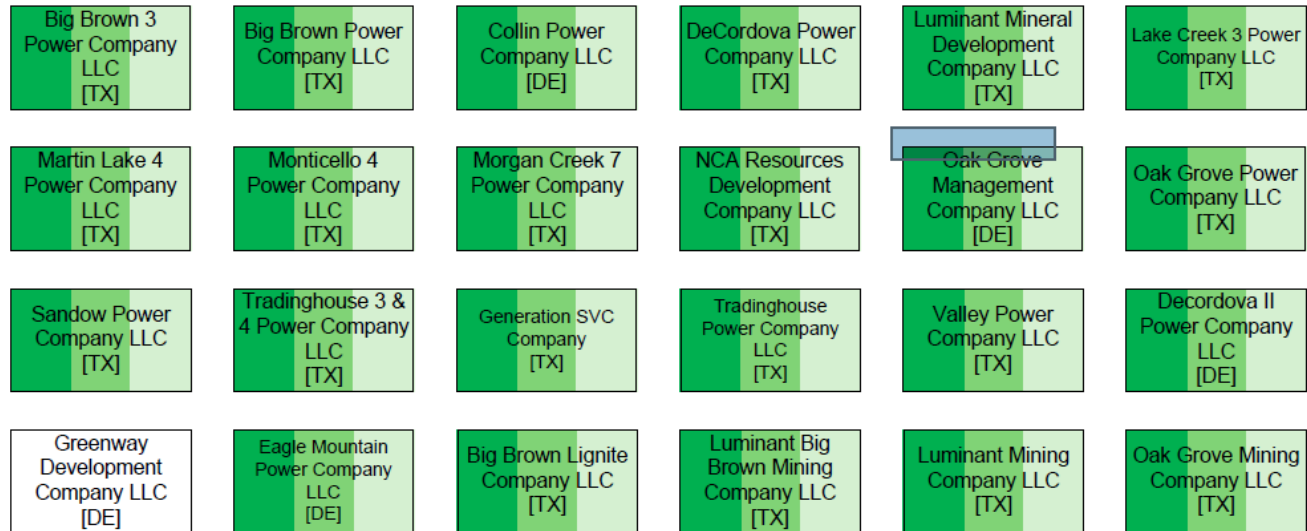 Big Brown 3
Power Company
LLC
[TX]
Big Brown Power
Company LLC
[TX]
Collin Power
Company LLC
[DE]
DeCordova Power
Company LLC
[TX]
Luminant Mineral
Development
Company LLC
[TX]
Lake Creek 3 Power
Company LLC
[TX]
Martin Lake 4
Power Company
LLC
[TX]
Monticello 4
Power Company
LLC
[TX]
Morgan Creek 7
Power Company
LLC
[TX]
NCA Resources
Development
Company LLC
[TX]
Oak Grove
Management
Company LLC
[DE]
Oak Grove Power
Company LLC
[TX]
Sandow Power
Company LLC
[TX]
Tradinghouse 3 &
4 Power Company
LLC
[TX]
Generation SVC
Company
[TX]
Tradinghouse
Power Company
LLC
[TX]
Valley Power
Company LLC
[TX]
Decordova II
Power Company
LLC
[DE]
Greenway
Development
Company LLC
[DE]
Eagle Mountain
Power Company
LLC
[DE]
Big Brown Lignite
Company LLC
[TX]
Luminant Big
Brown Mining
Company LLC
[TX]
Luminant Mining
Company LLC
[TX]
Oak Grove Mining
Company LLC
[TX]